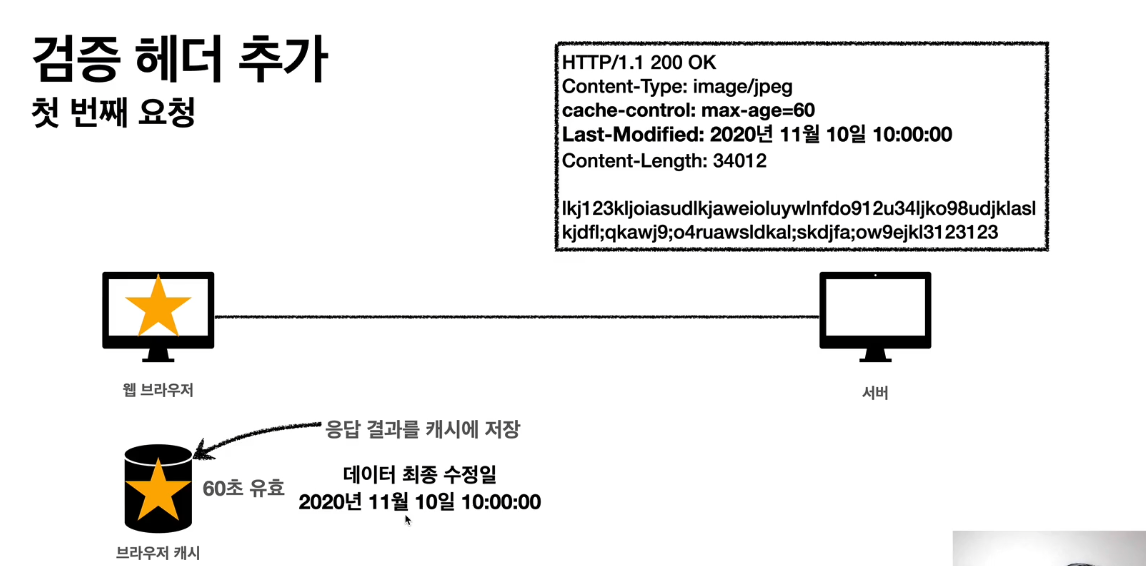 검증 헤더 추가
첫 번째 요청
HTTP/1.1 200 OK
Content-Type: image/jpeg
cache-control: max-age=60
Last-Modified: 2020년 11월 10일 10:00:00
Content-Length: 34012
lkj123kljoiasudlkjaweioluywlnfdo912u34ljko98udjklasl
kjdfl;qkawj9;o4ruawsldkal;skdjfa;ow9ejkl3123123
웹 브라우저
서버
응답 결과를 캐시에 저장
60초 유효
데이터 최종 수정일
2020년 11월 10일 10:00:00
브라우저 캐시